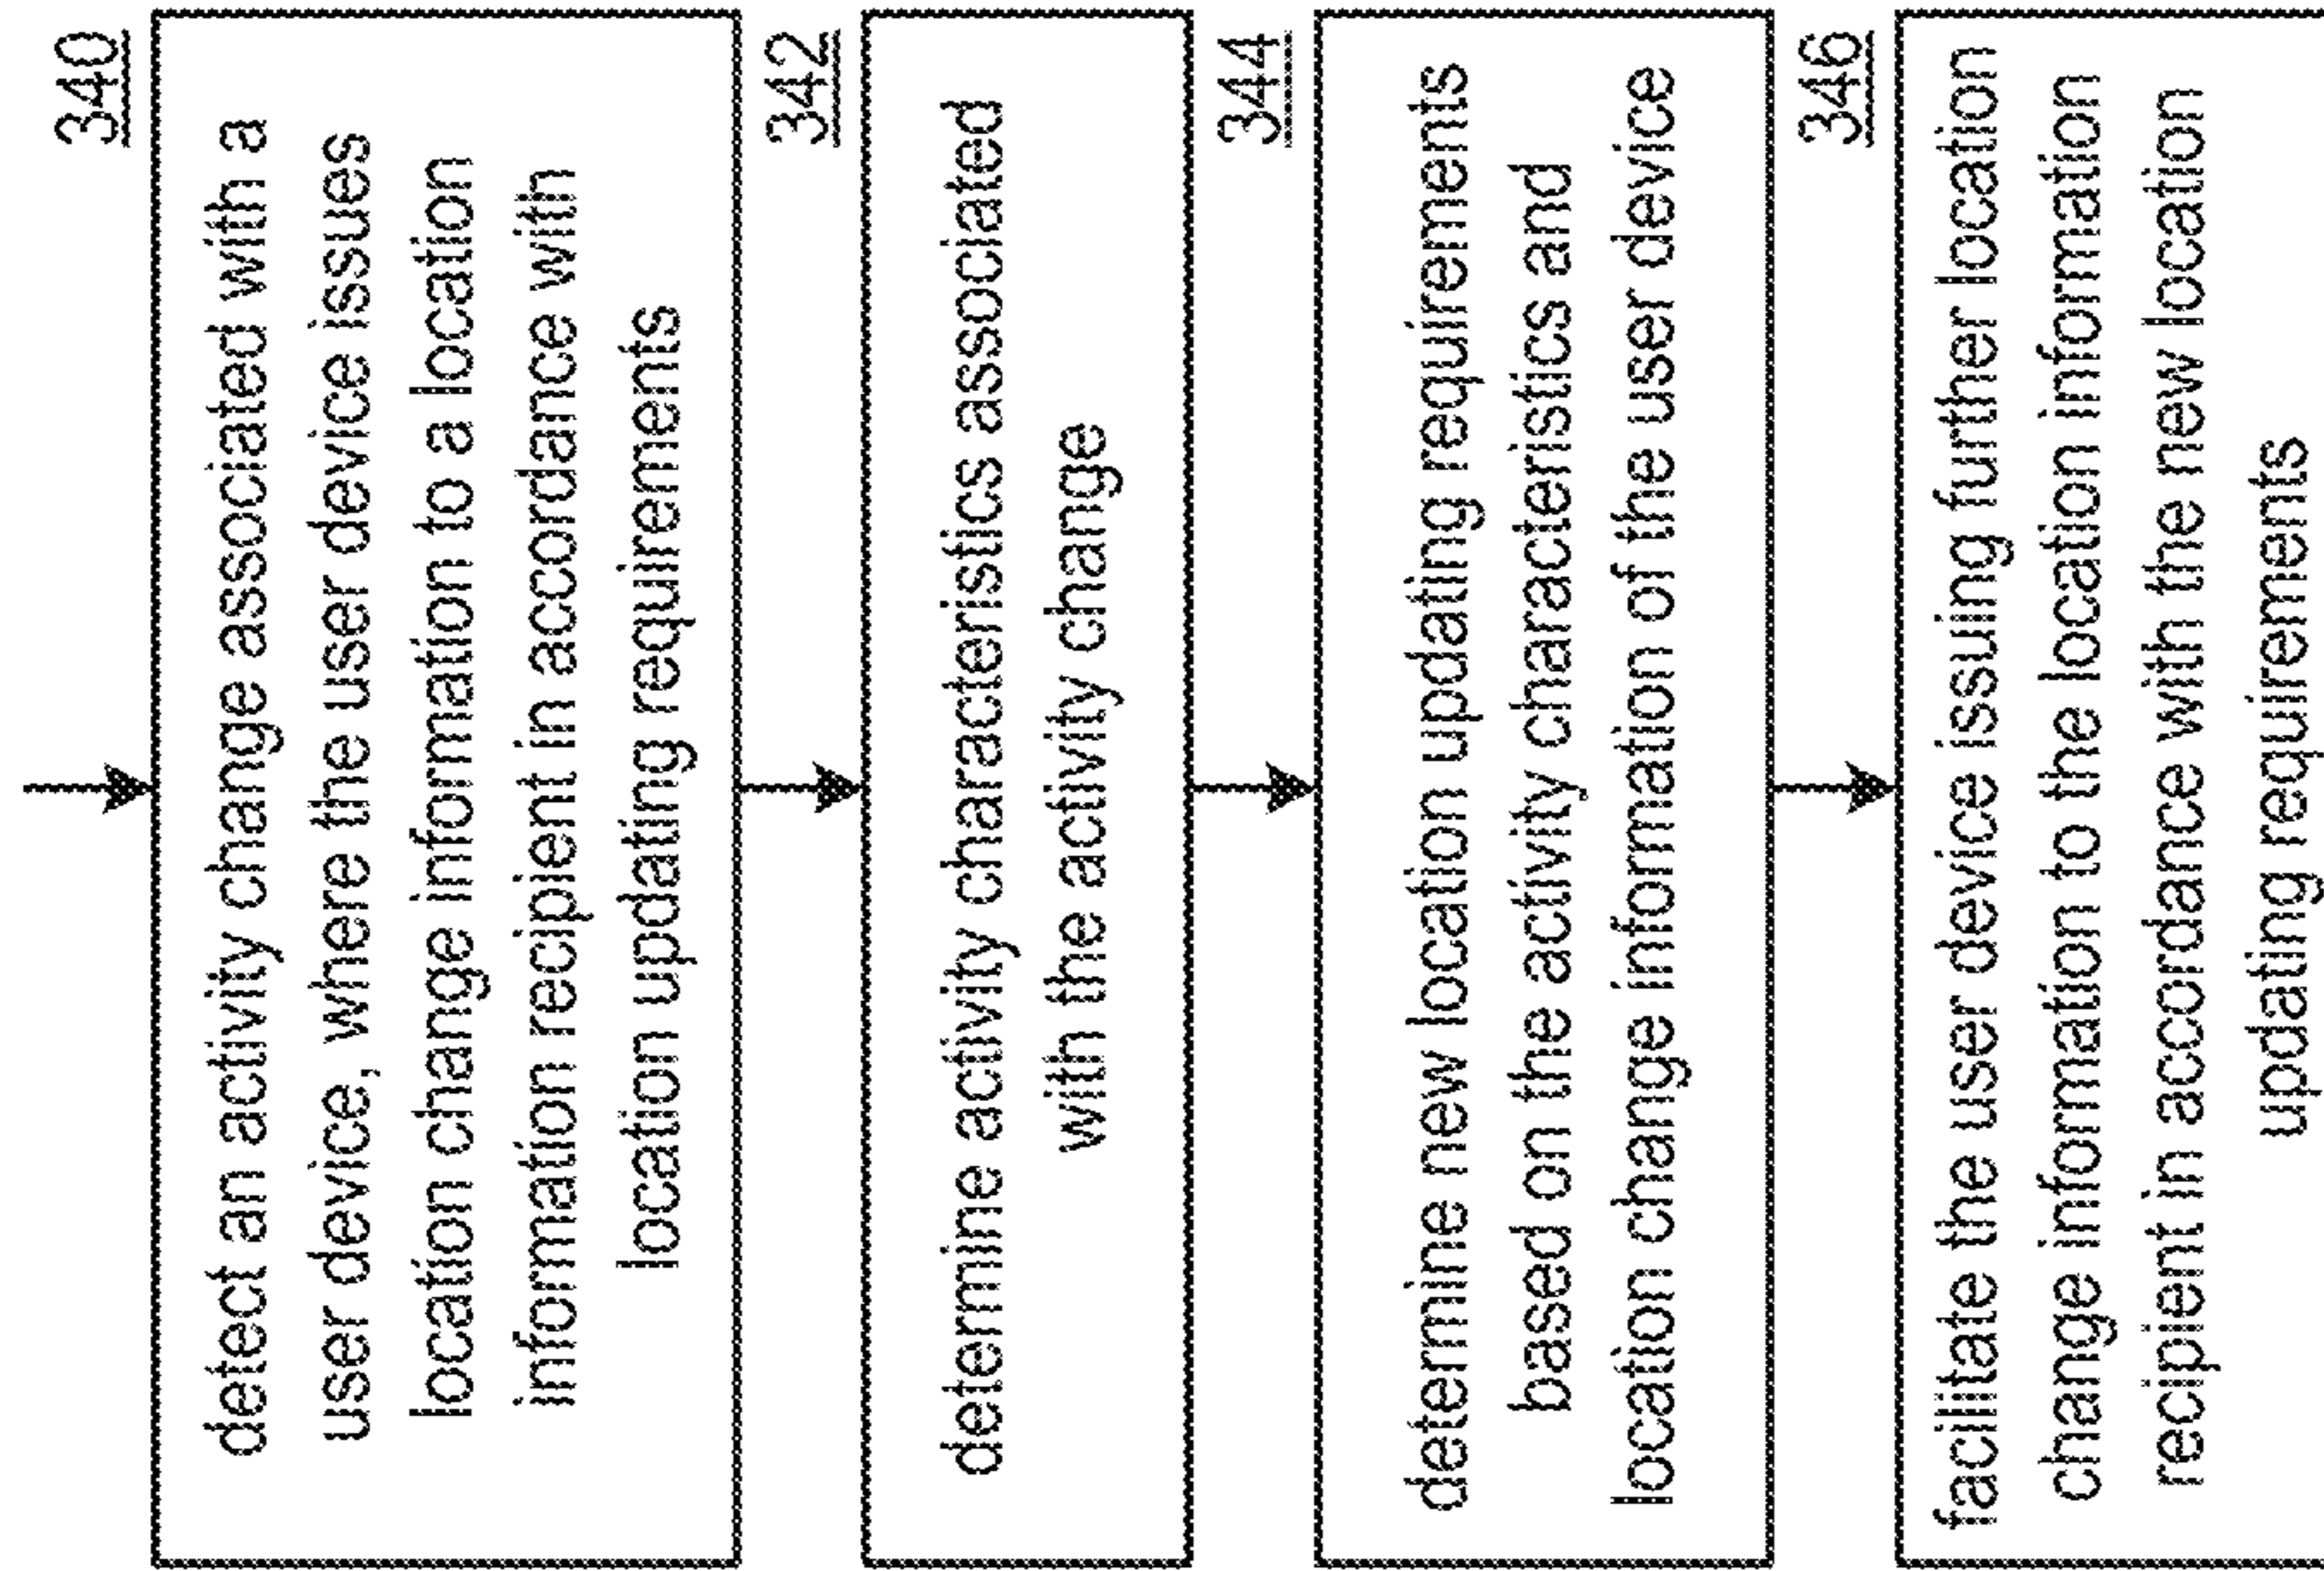 340
detect an activity change associated with a
user device, where the user device issues
location change information to a location
information recipient in accordance with
location updating requirements
342
determine activity characteristics associated
with the activity change
344
determine new location updating requirements
based on the activity characteristics and
location change information of the user device
346
facilitate the user device issuing further location
change information to the location information
recipient in accordance with the new location
updating requirements